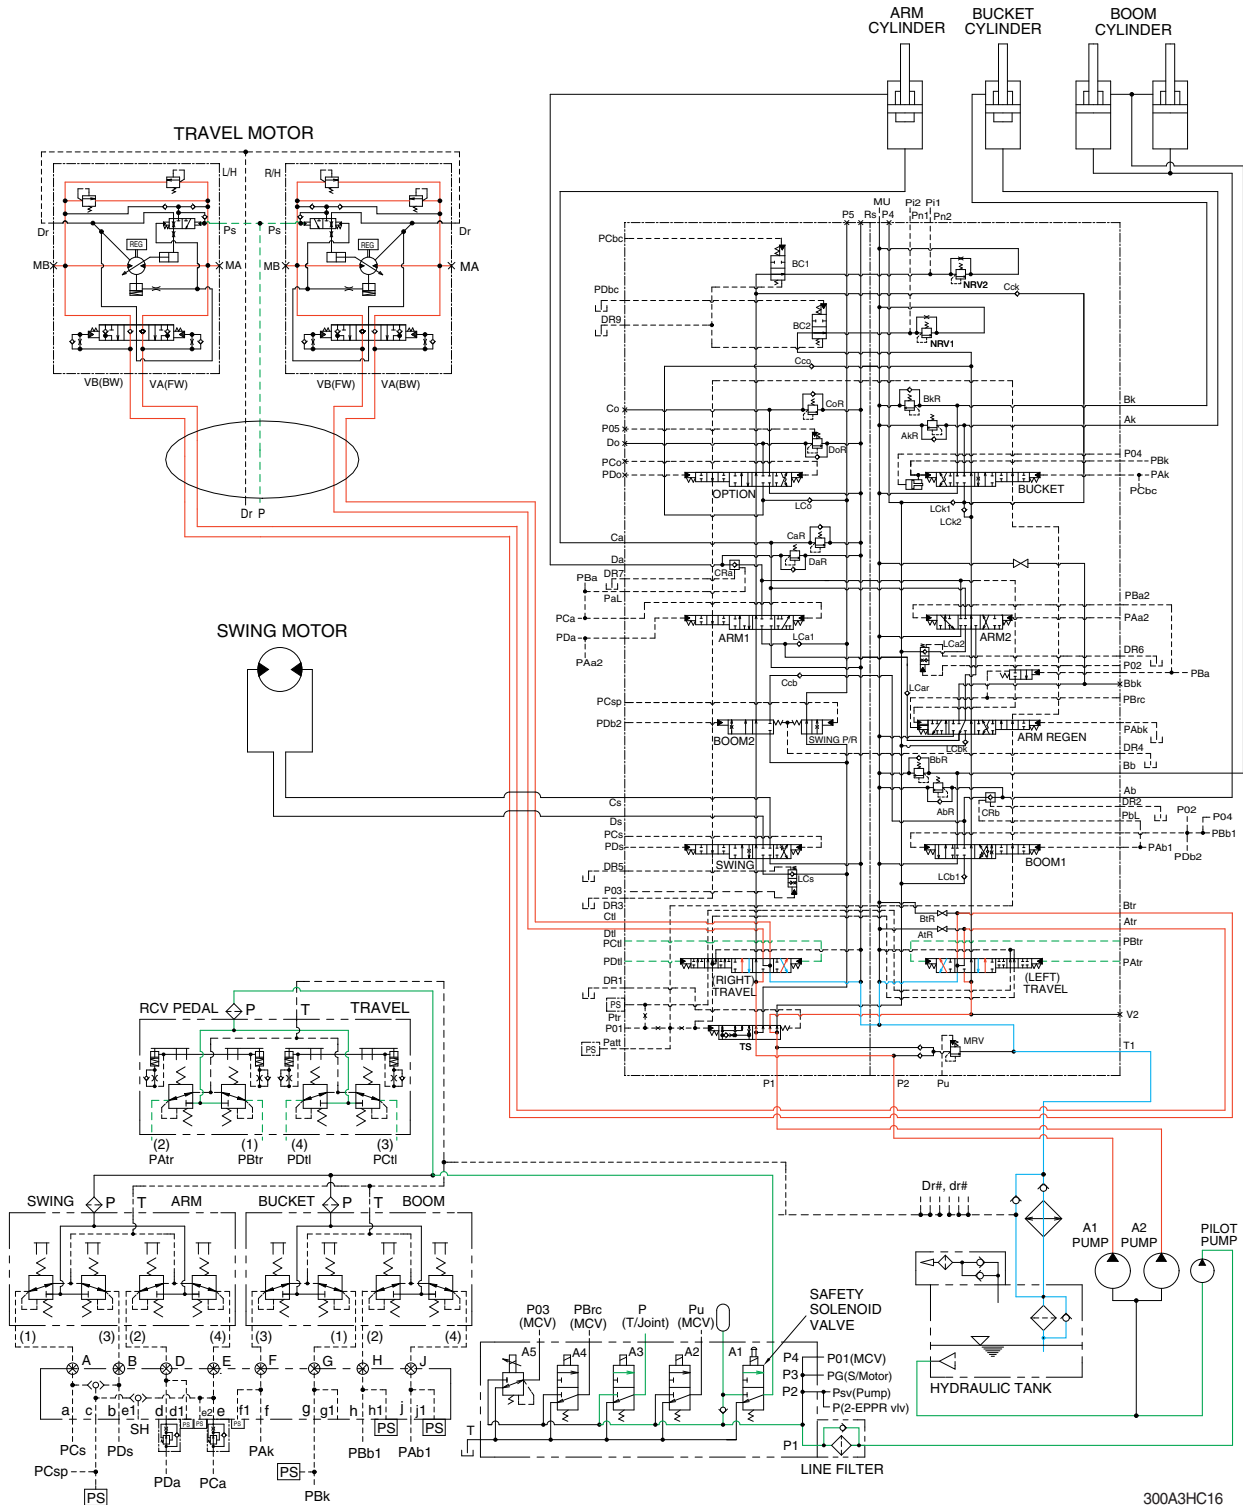 ARM
CYLINDER
BUCKET
CYLINDER
BOOM
CYLINDER
TRAVEL MOTOR
L/H
R/H
Dr
Ps
Ps
Dr
REG
REG
MB
MA
MB
MA
VB(BW)
VA(FW)
VB(FW)
VA(BW)
Dr P
MU
Pi2
Pi1
P5
Rs
P4
Pn1
Pn2
PCbc
BC1
NRV2
Cck
PDbc
DR9
BC2
NRV1
Cco
Co
CoR
BkR
Bk
P05
AkR
Ak
Do
DoR
P04
PCo
PBk
PDo
PAk
OPTION
BUCKET
PCbc
LCo
LCk1
LCk2
Ca
CaR
Da
DaR
DR7
CRa
PBa
PaL
PBa2
PCa
PAa2
PDa
ARM1
ARM2
LCa1
LCa2
DR6
PAa2
P02
PBa
Ccb
LCar
Bbk
PCsp
PBrc
PDb2
BOOM2
SWING P/R
ARM REGEN
PAbk
LCbk
DR4
BbR
Bb
SWING MOTOR
Cs
AbR
CRb
Ab
DR2
Ds
PbL
P02
P04
PCs
PBb1
PDs
PAb1
SWING
BOOM1
PDb2
DR5
LCs
LCb1
P03
DR3
Btr
Ctl
BtR
Atr
Dtl
AtR
PCtl
PBtr
PDtl
PAtr
(RIGHT)
TRAVEL
(LEFT)
TRAVEL
DR1
PS
Ptr
P01
V2
Patt
PS
TS
MRV
T1
P1
P2
Pu
RCV PEDAL
P
T
TRAVEL
(2)
(1)
(4)
(3)
PAtr
PBtr
PDtl
PCtl
SWING
P
T
ARM
BUCKET
P
T
BOOM
(1)
(3)
(2)
(4)
(3)
(1)
(2)
(4)
A
B
D
E
F
G
H
J
a
c
b
e1
d
d1
e2
e
f1
f
g
g1
h
h1
j
j1
SH
PS
PS
PS
PS
PS
PCs
PDs
PAk
PBb1
PAb1
PCsp
PDa
PCa
PS
PBk
PS
Dr#, dr#
A1
PUMP
A2
PUMP
PILOT
PUMP
HYDRAULIC TANK
SAFETY
SOLENOID
VALVE
P03
(MCV)
PBrc
(MCV)
P
(T/Joint)
Pu
(MCV)
A5
A4
A3
A2
A1
P4
P01(MCV)
P3
PG(S/Motor)
P2
Psv(Pump)
P(2-EPPR vlv)
T
P1
LINE FILTER
300A3HC16